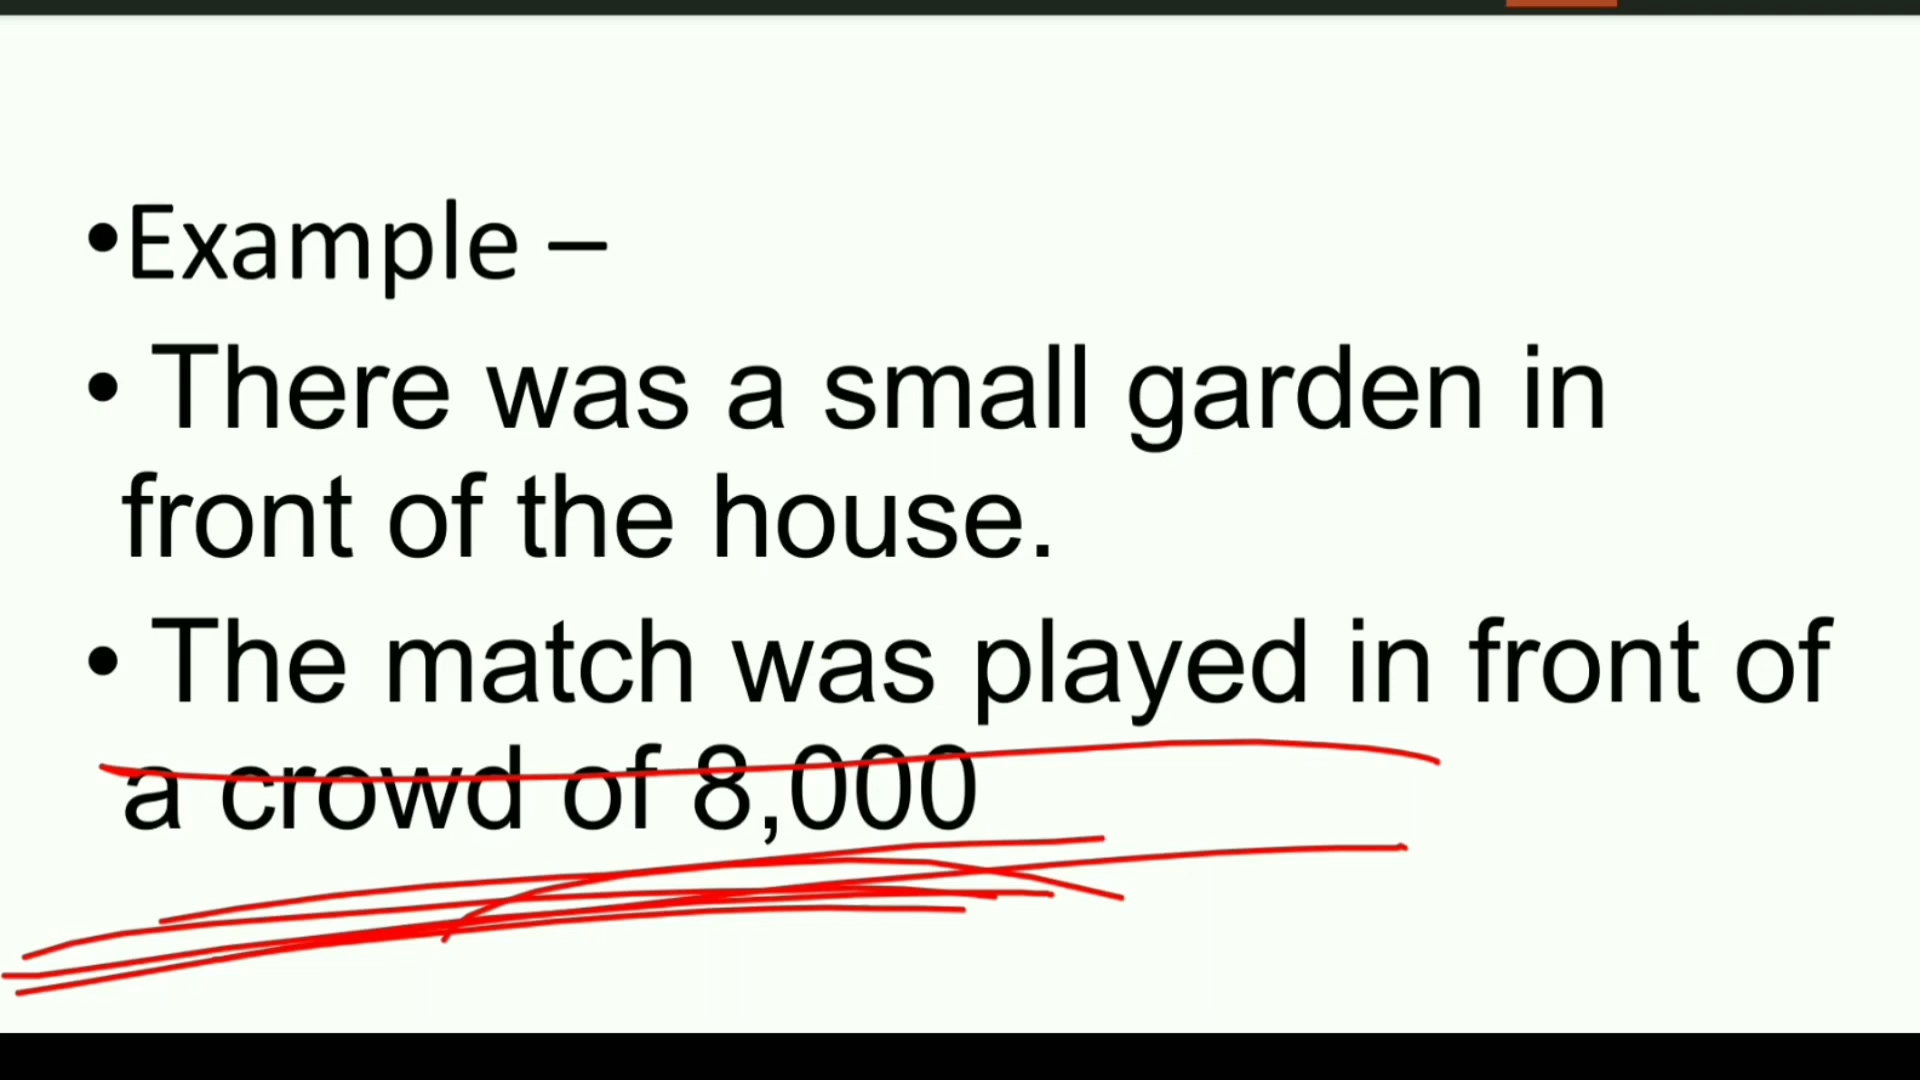 •Example –
• There was a small garden in
front of the house.
• The match was played in front of
a crowd of 8,000